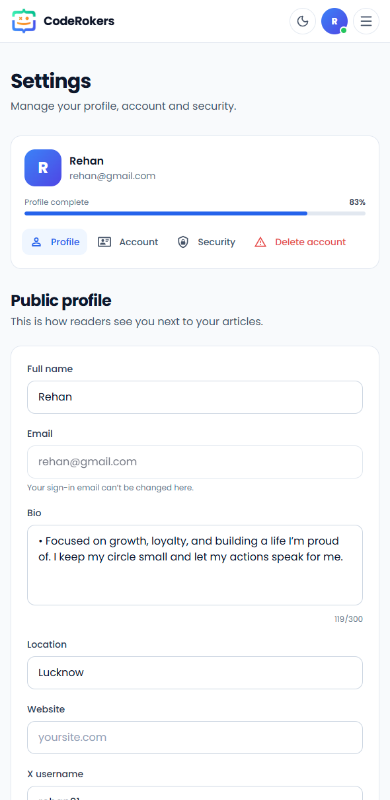 CodeRokers
R
Settings
Manage your profile, account and security.
R
Rehan
rehan@gmail.com
Profile complete
83%
Profile
Account
Security
Delete account
Public profile
This is how readers see you next to your articles.
Full name
Rehan
Email
rehan@gmail.com
Your sign-in email can't be changed here.
Bio
• Focused on growth, loyalty, and building a life I'm proud
of. I keep my circle small and let my actions speak for me.
119/300
Location
Lucknow
Website
yoursite.com
X username